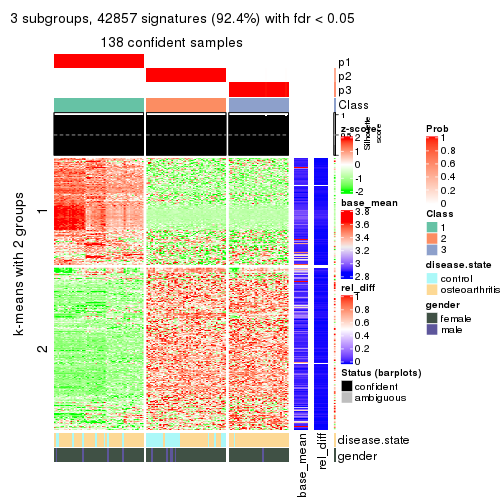 3 subgroups, 42857 signatures (92.4%) with fdr < 0.05
138 confident samples
p1
p2
p3
Class
1
Silhouette
score
k-means with 2 groups
1
2
disease.state
gender
base_mean
rel_diff
z-score
2
1
0
-1
-2
base_mean
3.8
3.6
3.4
3.2
3
2.8
rel_diff
1
0.8
0.6
0.4
0.2
0
Status (barplots)
confident
ambiguous
Prob
1
0.8
0.6
0.4
0.2
0
Class
1
2
3
disease.state
control
osteoarthritis
gender
female
male